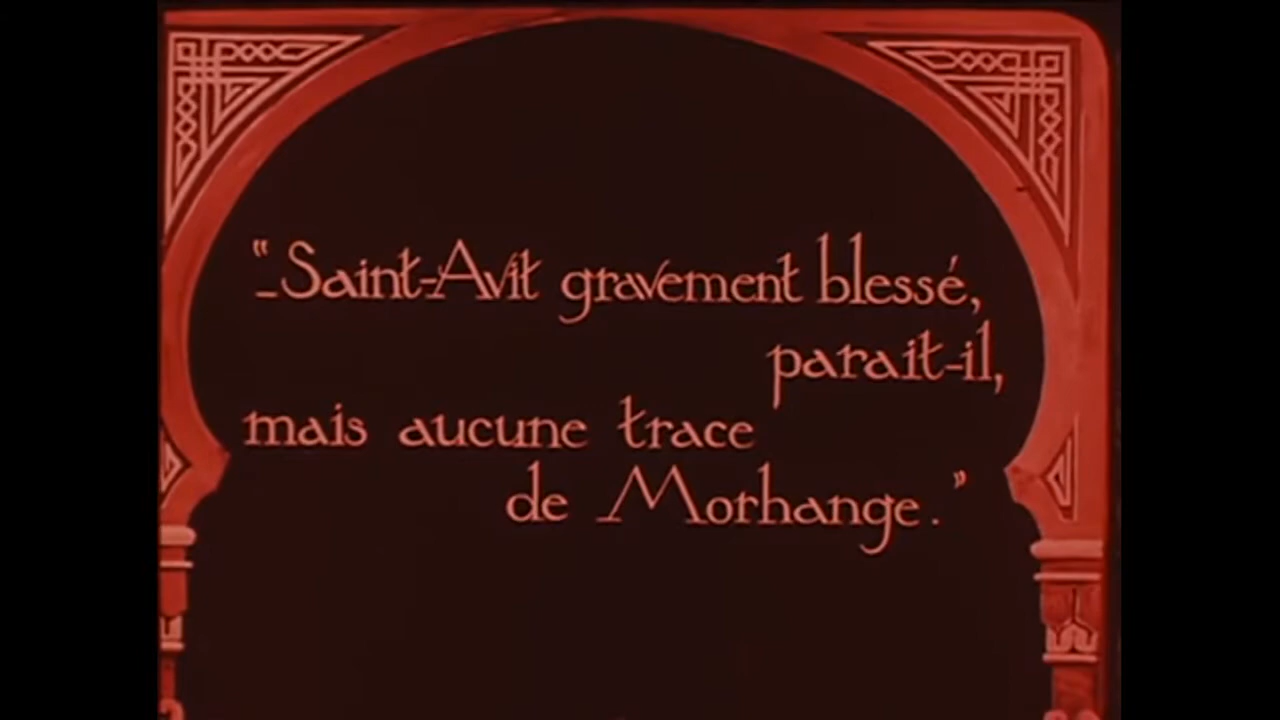 “_Saint-Avit gravement blessé,
parait-il,
mais aucune trace
de Morhange.”